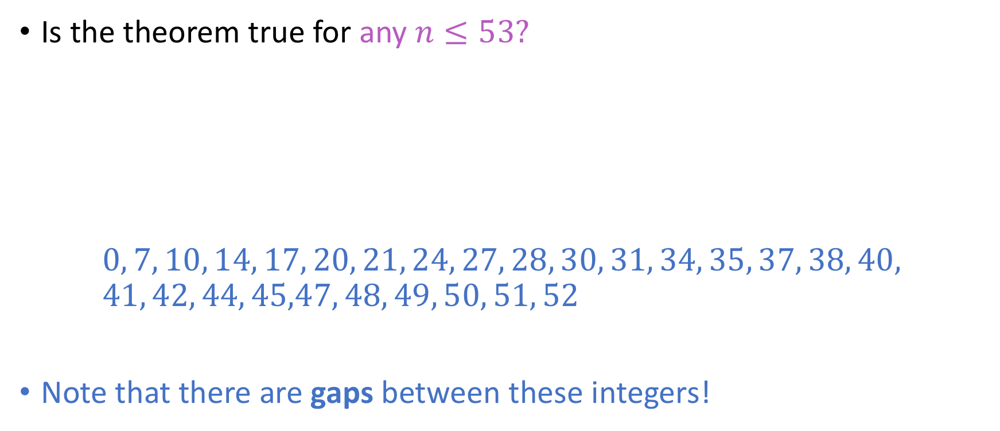 • Is the theorem true for any n ≤ 53?
0, 7, 10, 14, 17, 20, 21, 24, 27, 28, 30, 31, 34, 35, 37, 38, 40,
41, 42, 44, 45,47, 48, 49, 50, 51, 52
• Note that there are gaps between these integers!